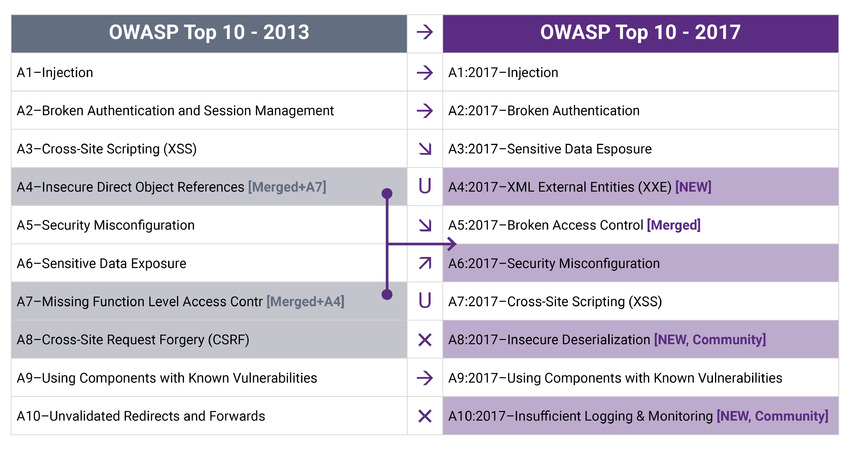 OWASP Top 10 - 2013 → OWASP Top 10 - 2017
A1–Injection → A1:2017–Injection
A2–Broken Authentication and Session Management → A2:2017–Broken Authentication
A3–Cross-Site Scripting (XSS) ↘ A3:2017–Sensitive Data Exposure
A4–Insecure Direct Object References [Merged+A7] U A4:2017–XML External Entities (XXE) [NEW]
A5–Security Misconfiguration ↘ A5:2017–Broken Access Control [Merged]
A6–Sensitive Data Exposure ↗ A6:2017–Security Misconfiguration
A7–Missing Function Level Access Contr [Merged+A4] U A7:2017–Cross-Site Scripting (XSS)
A8–Cross-Site Request Forgery (CSRF) ✕ A8:2017–Insecure Deserialization [NEW, Community]
A9–Using Components with Known Vulnerabilities → A9:2017–Using Components with Known Vulnerabilities
A10–Unvalidated Redirects and Forwards ✕ A10:2017–Insufficient Logging & Monitoring [NEW, Community]